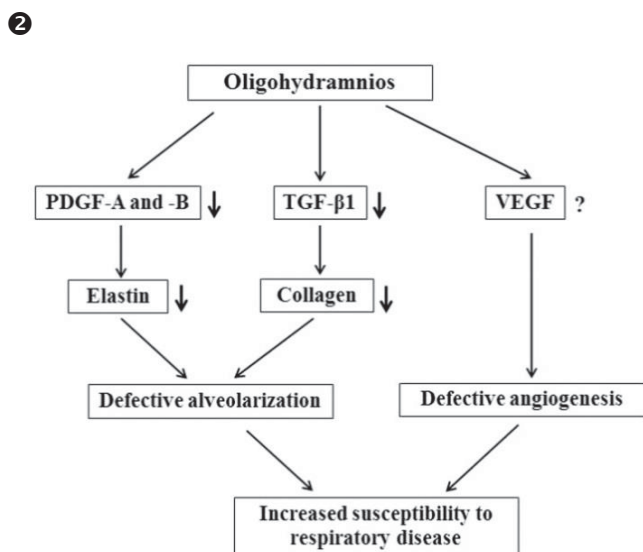 ❷
Oligohydramnios
PDGF-A and -B ↓ TGF-β1 ↓ VEGF ?
Elastin ↓ Collagen ↓
Defective alveolarization Defective angiogenesis
Increased susceptibility to
respiratory disease